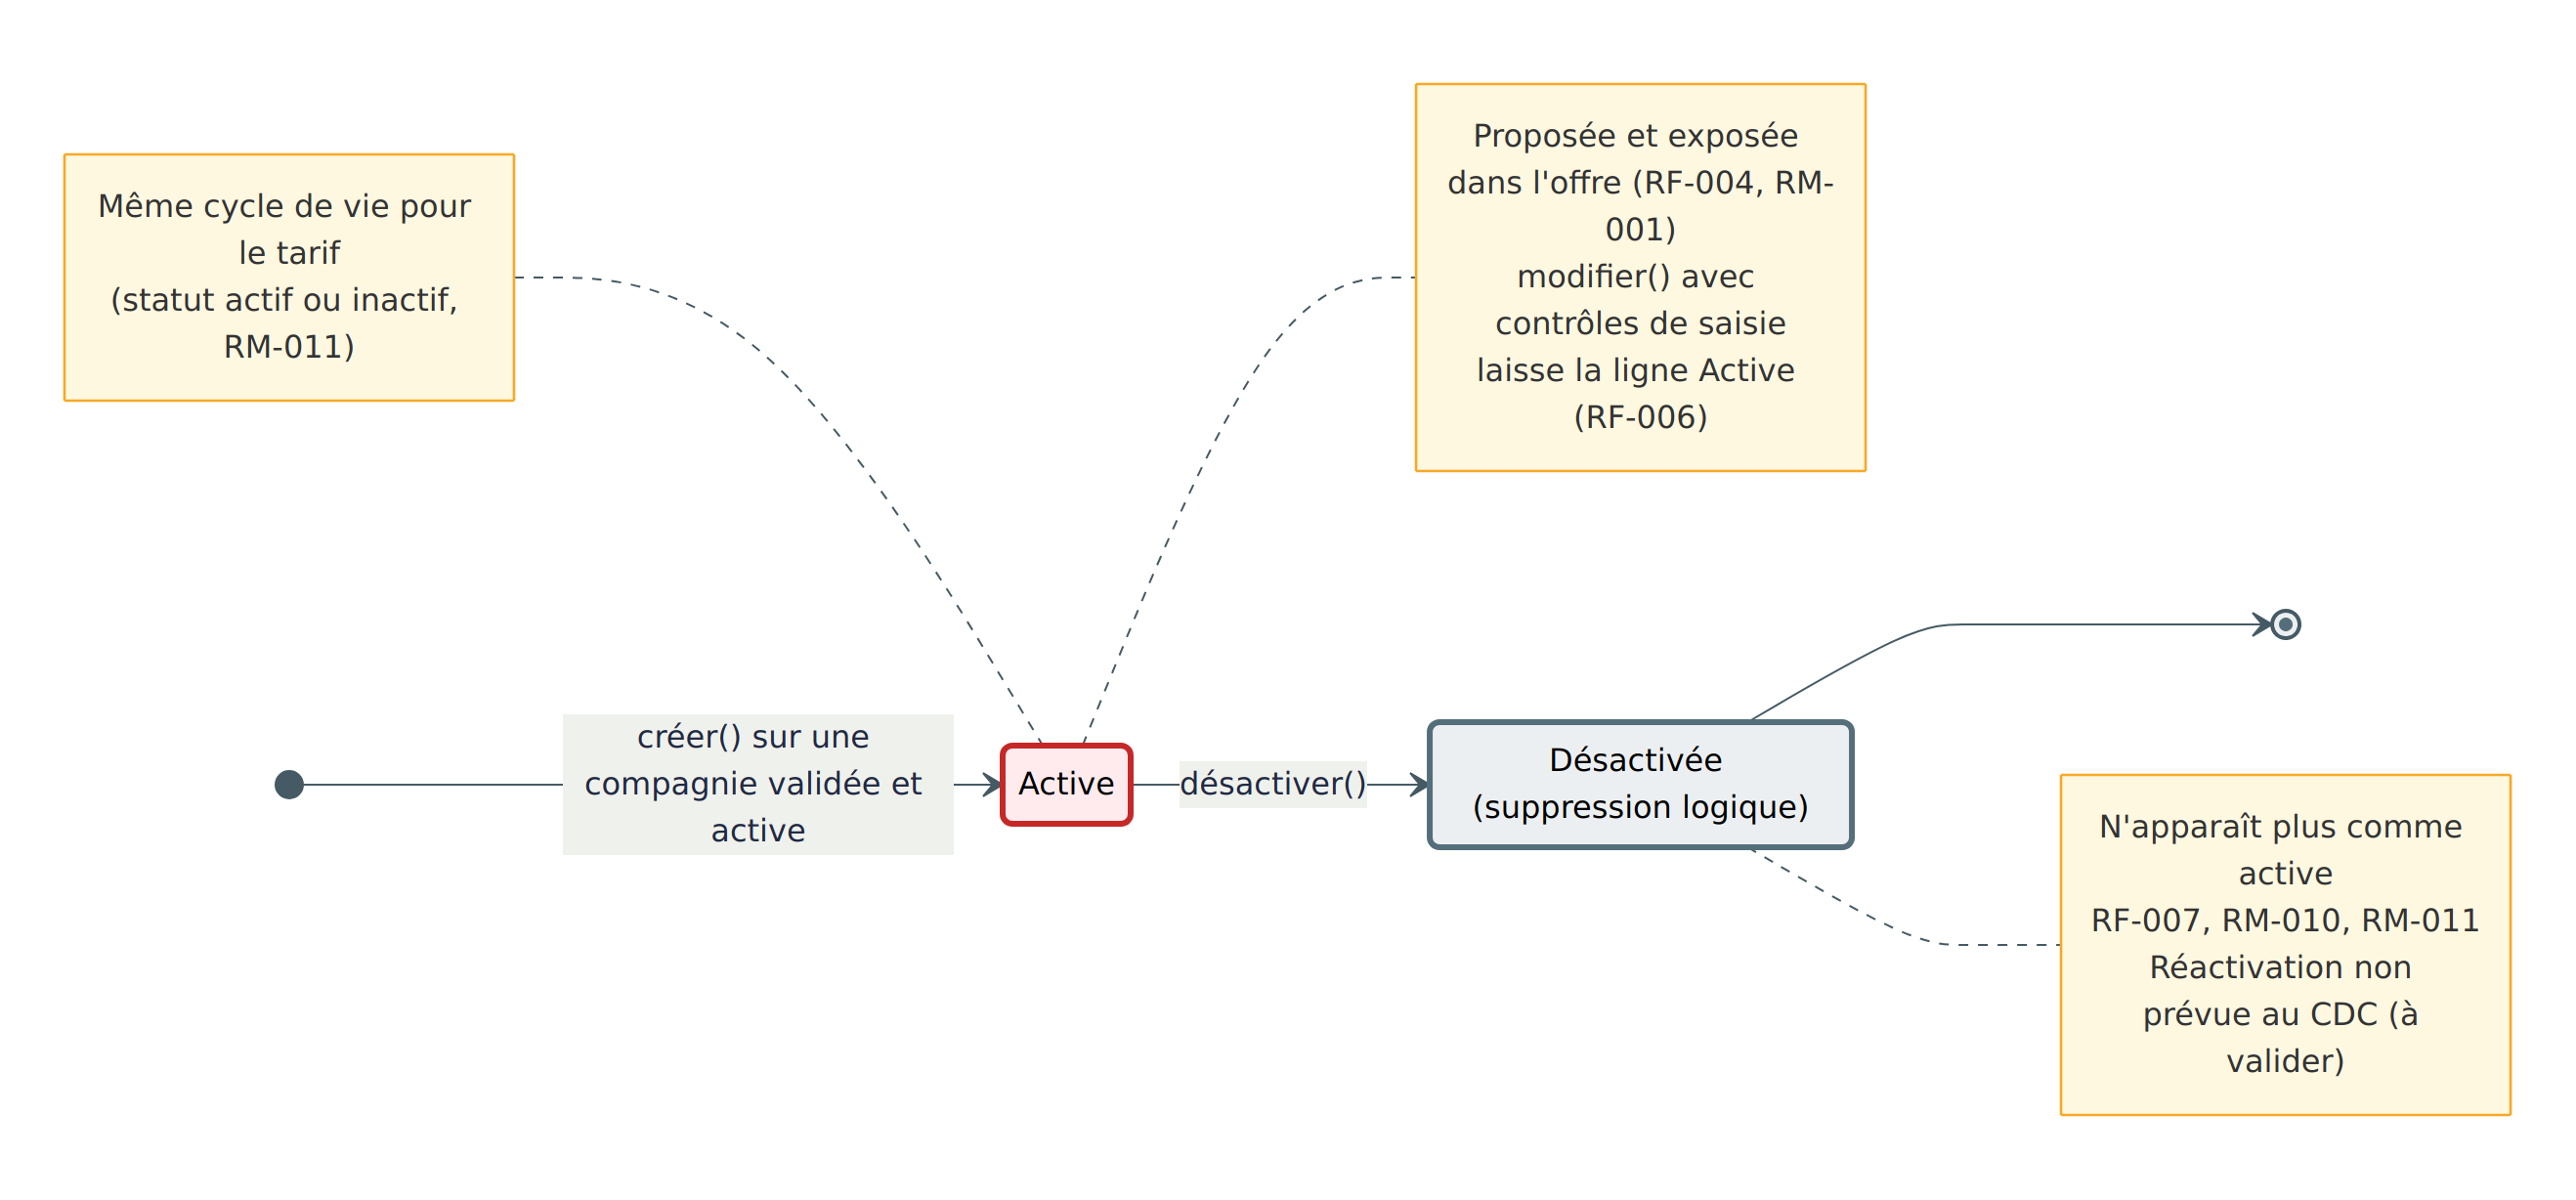 Même cycle de vie pour
le tarif
(statut actif ou inactif,
RM-011)
Proposée et exposée
dans l'offre (RF-004, RM-
001)
modifier() avec
contrôles de saisie
laisse la ligne Active
(RF-006)
créer() sur une
compagnie validée et
active
Active
désactiver()
Désactivée
(suppression logique)
N'apparaît plus comme
active
RF-007, RM-010, RM-011
Réactivation non
prévue au CDC (à
valider)